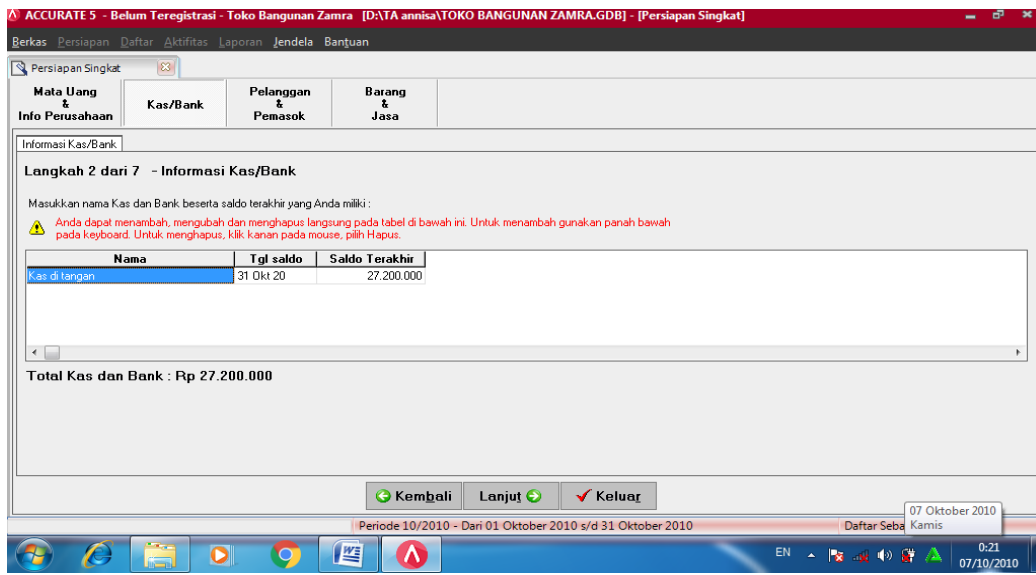 ACCURATE 5 - Belum Teregistrasi - Toko Bangunan Zamra [D:\TA annisa\TOKO BANGUNAN ZAMRA.GDB] - [Persiapan Singkat]
Berkas Persiapan Daftar Aktifitas Laporan Jendela Bantuan
Persiapan Singkat
Mata Uang
&
Info Perusahaan
Kas/Bank
Pelanggan
&
Pemasok
Barang
&
Jasa
Informasi Kas/Bank
Langkah 2 dari 7 - Informasi Kas/Bank
Masukkan nama Kas dan Bank beserta saldo terakhir yang Anda miliki :
Anda dapat menambah, mengubah dan menghapus langsung pada tabel di bawah ini. Untuk menambah gunakan panah bawah
pada keyboard. Untuk menghapus, klik kanan pada mouse, pilih Hapus.
Nama Tgl saldo Saldo Terakhir
Kas di tangan 31 Okt 20 27.200.000
Total Kas dan Bank : Rp 27.200.000
Kembali Lanjut Keluar
07 Oktober 2010
Kamis
Periode 10/2010 - Dari 01 Oktober 2010 s/d 31 Oktober 2010 Daftar Seba
EN 0:21
07/10/2010